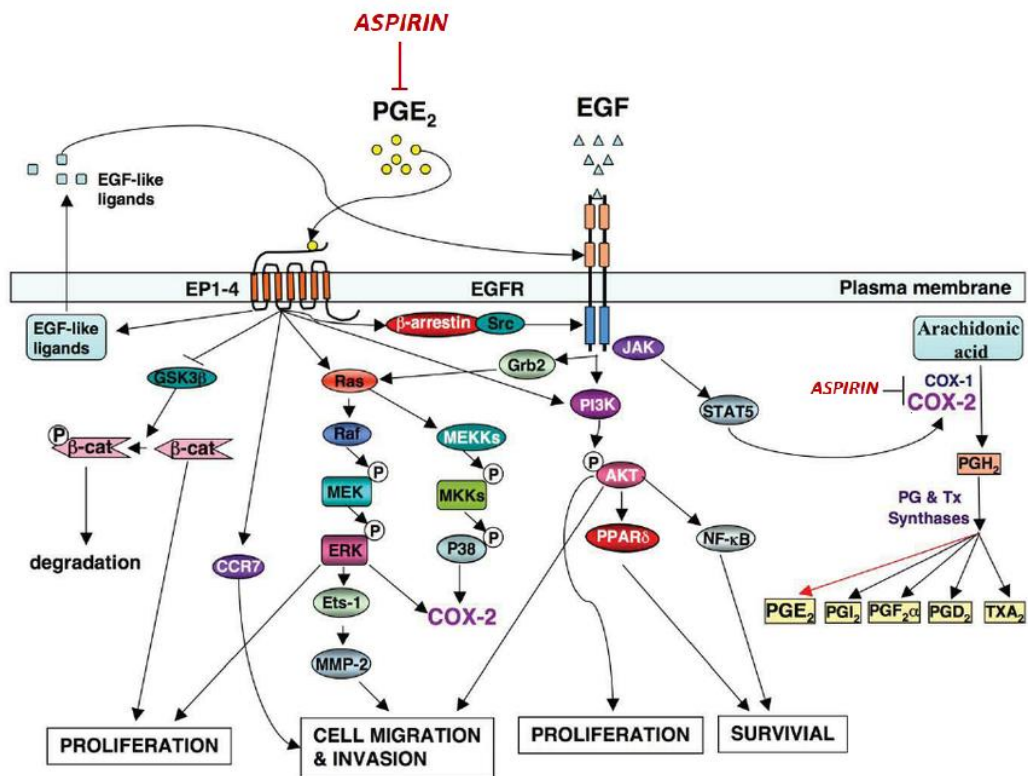 ASPIRIN
PGE2
EGF
EGF-like
ligands
EP1-4
EGFR
Plasma membrane
EGF-like
ligands
β-arrestin
Src
JAK
Arachidonic
acid
Grb2
GSK3β
Ras
PI3K
STAT5
ASPIRIN
COX-1
COX-2
P
β-cat
β-cat
Raf
MEKKs
P
AKT
PGH2
P
P
MEK
MKKs
PG & Tx
Synthases
P
P
degradation
CCR7
ERK
P38
PPARδ
NF-κB
Ets-1
COX-2
PGE2
PGI2
PGF2α
PGD2
TXA2
MMP-2
PROLIFERATION
CELL MIGRATION
& INVASION
PROLIFERATION
SURVIVIAL